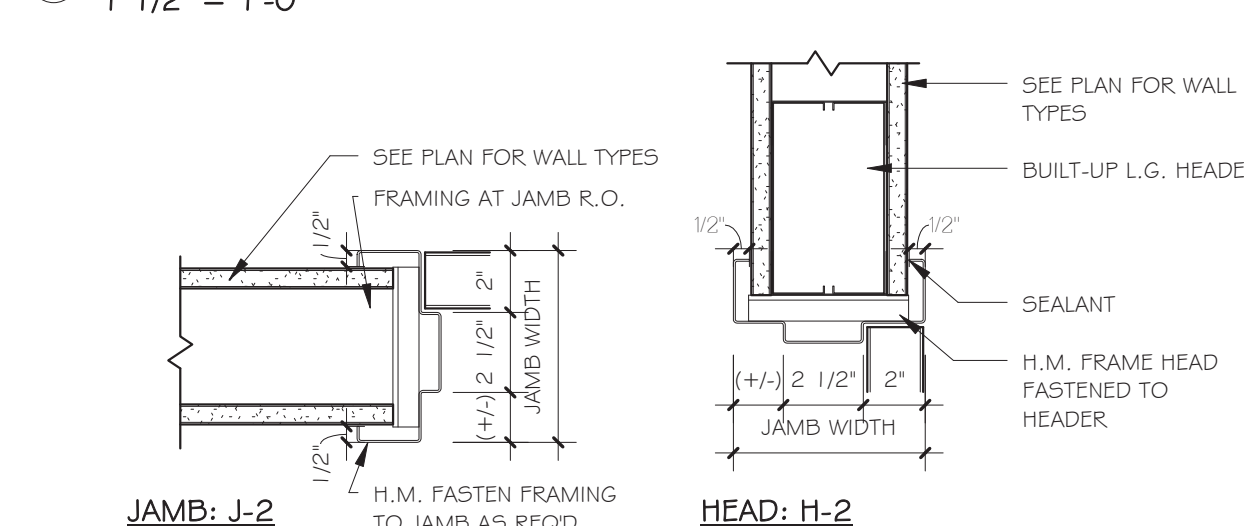 1 1/2" = 1'-0"
SEE PLAN FOR WALL TYPES
FRAMING AT JAMB R.O.
1/2"
2"
2 1/2"
(+/-)
JAMB WIDTH
1/2"
H.M. FASTEN FRAMING
TO JAMB AS REQ'D
JAMB: J-2
SEE PLAN FOR WALL
TYPES
BUILT-UP L.G. HEADE
1/2"
1/2"
SEALANT
H.M. FRAME HEAD
FASTENED TO
HEADER
(+/-) 2 1/2" 2"
JAMB WIDTH
HEAD: H-2